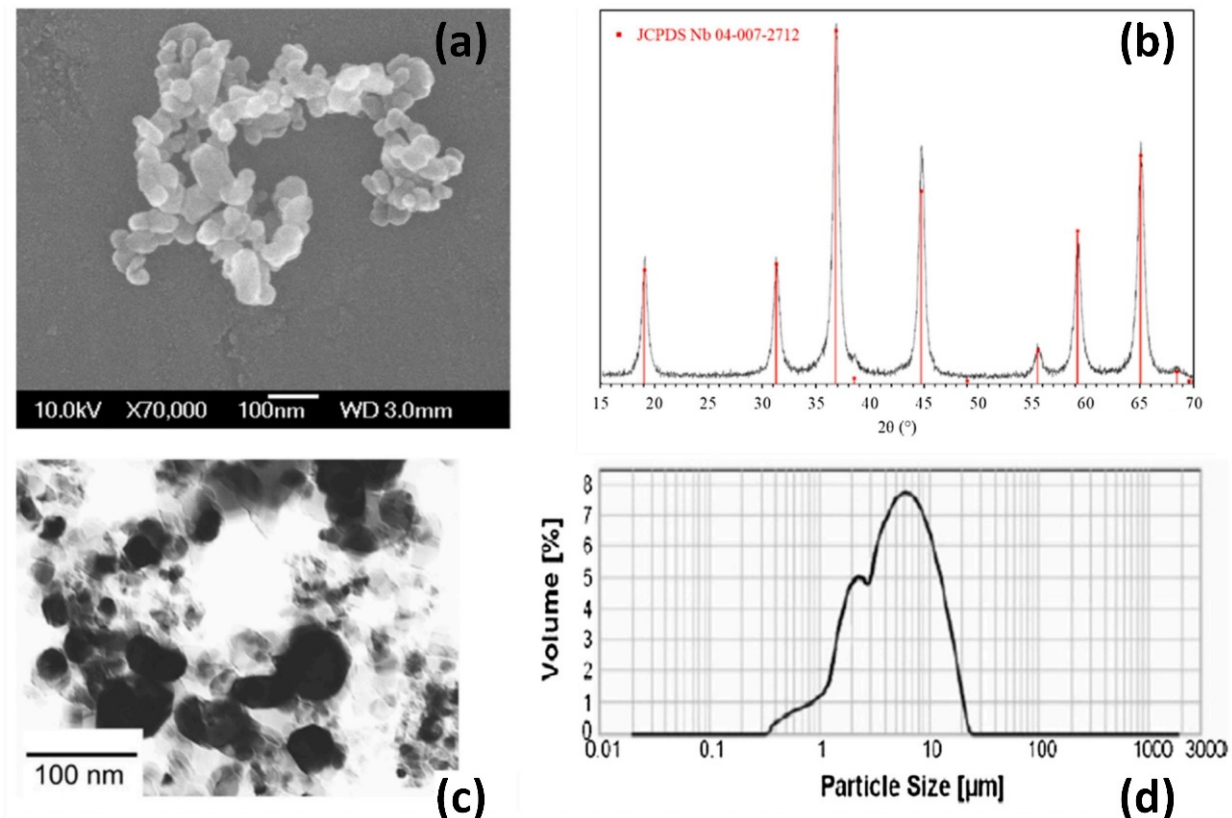 (a)
10.0kV X70,000 100nm WD 3.0mm
(b)
JCPDS Nb 04-007-2712
15 20 25 30 35 40 45 50 55 60 65 70
2θ (°)
100 nm
(c)
Volume [%]
8
7
6
5
4
3
2
1
0
0.01 0.1 1 10 100 1000 3000
Particle Size [µm]
(d)